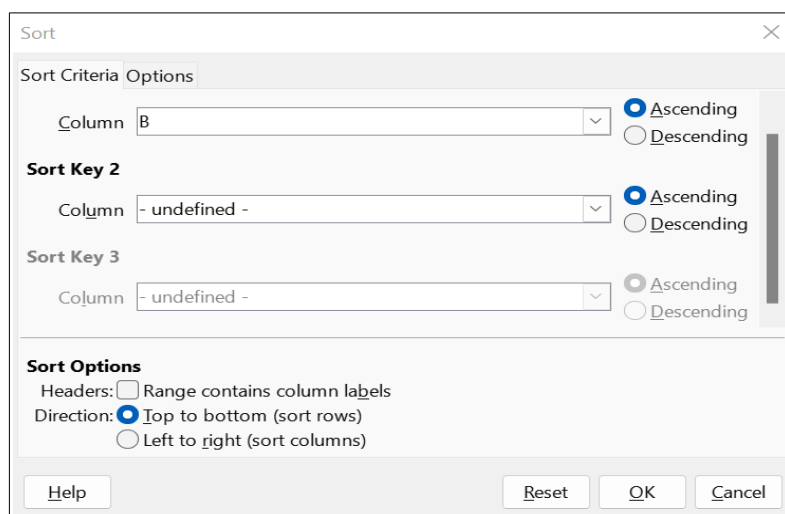 Sort
Sort Criteria Options
Column B Ascending
Descending
Sort Key 2
Column - undefined - Ascending
Descending
Sort Key 3
Column - undefined - Ascending
Descending
Sort Options
Headers: Range contains column labels
Direction: Top to bottom (sort rows)
Left to right (sort columns)
Help Reset OK Cancel